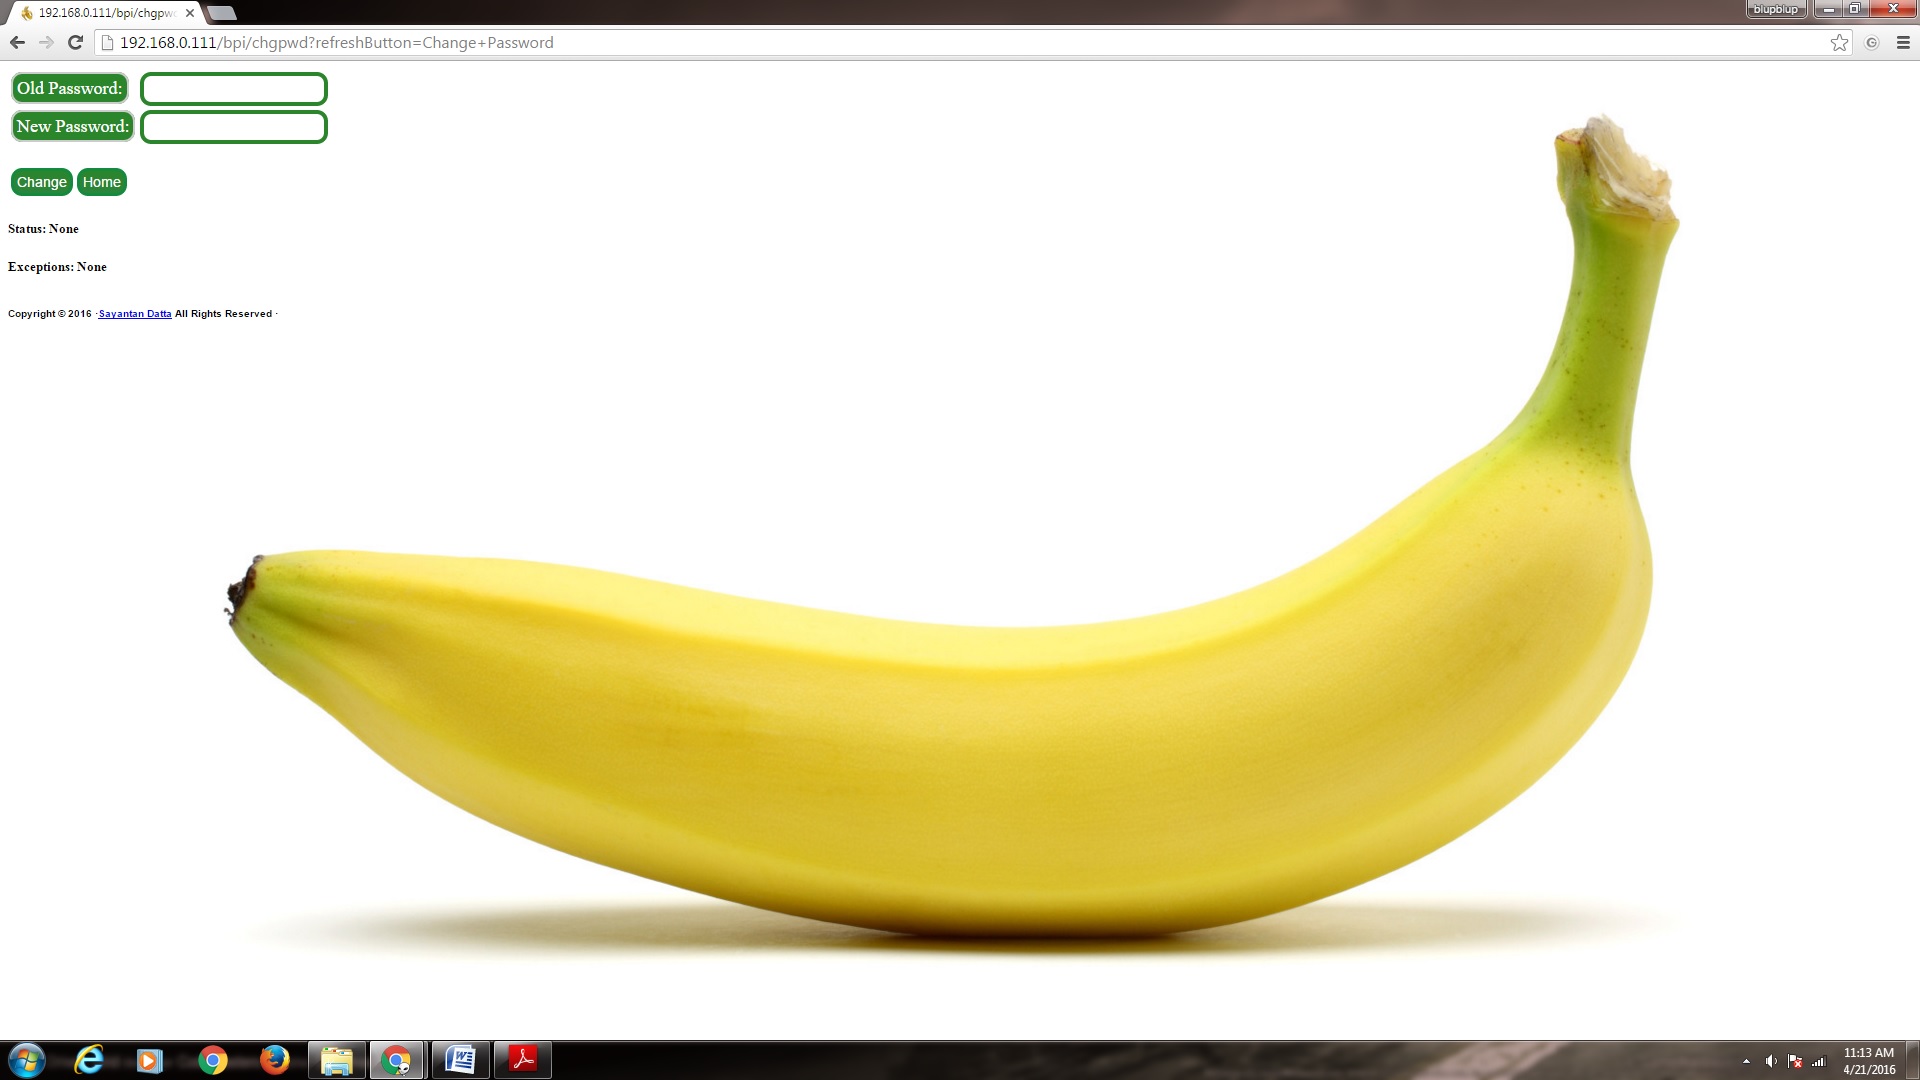 192.168.0.111/bpi/chgpw
blupblup
192.168.0.111/bpi/chgpwd?refreshButton=Change+Password
Old Password:
New Password:
Change Home
Status: None
Exceptions: None
Copyright © 2016 ·Sayantan Datta All Rights Reserved ·
11:13 AM
4/21/2016